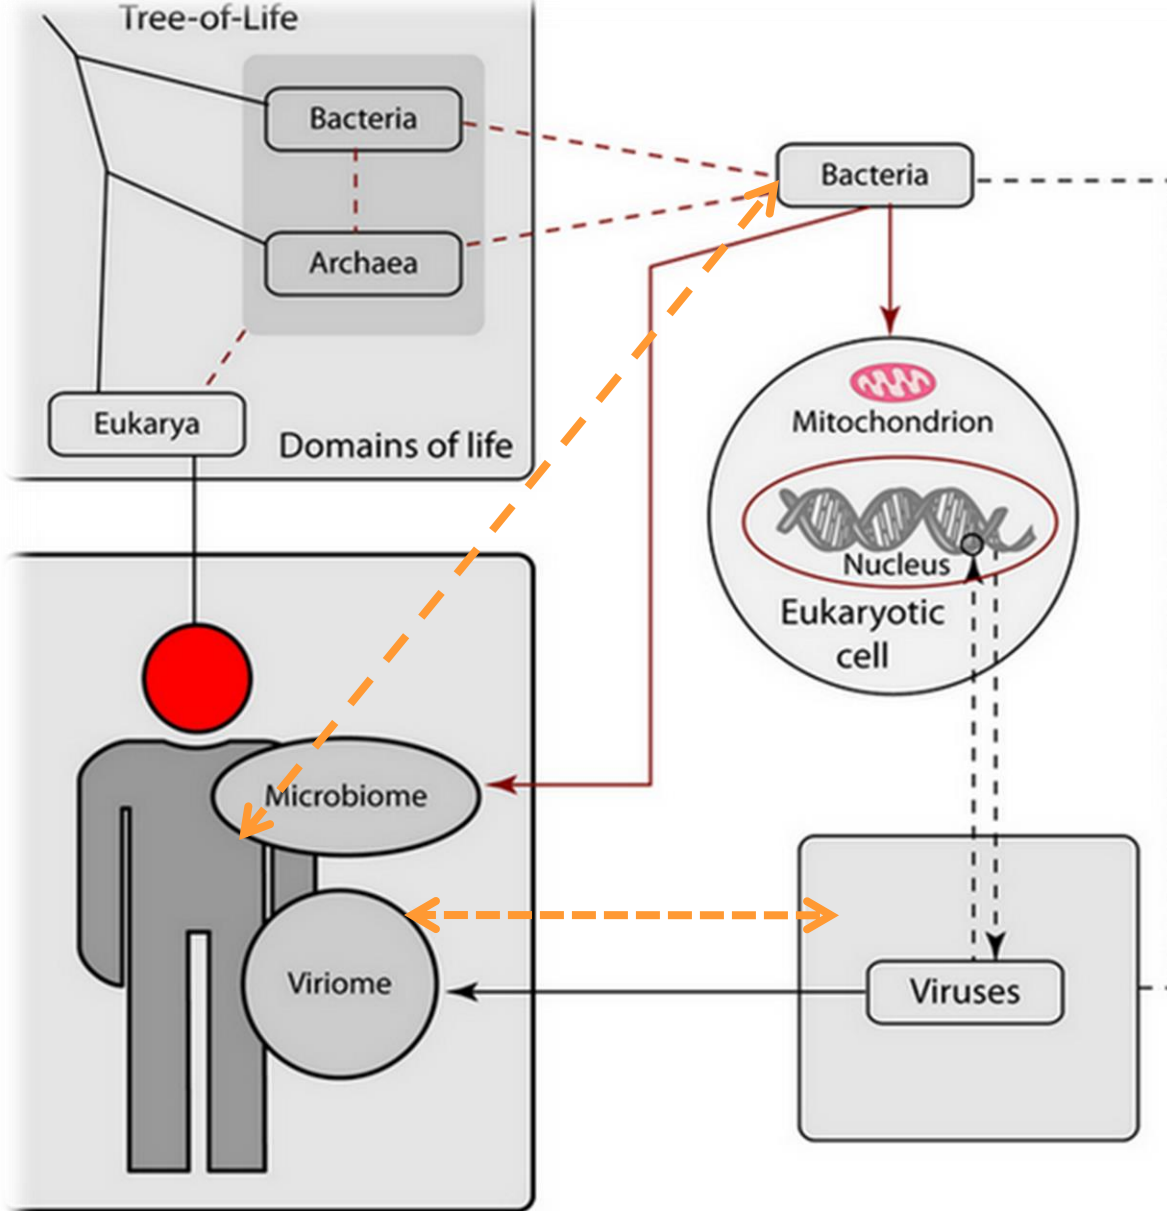 Tree-of-Life
Bacteria
Archaea
Eukarya
Domains of life
Bacteria
Mitochondrion
Nucleus
Eukaryotic
cell
Microbiome
Viriome
Viruses